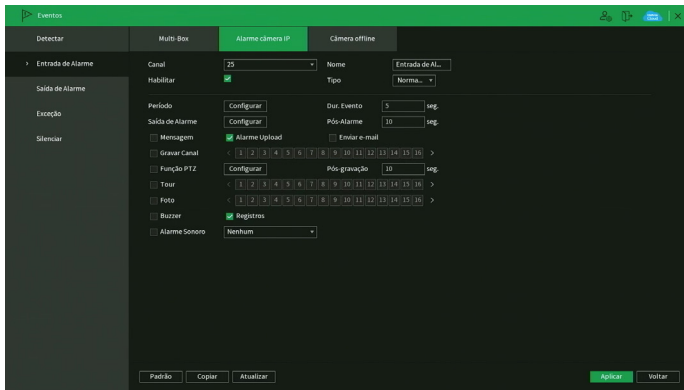 Eventos
Detectar
Multi-Box
Alarme câmera IP
Câmera offline
Entrada de Alarme
Saída de Alarme
Exceção
Silenciar
Canal 25 Nome Entrada de Al...
Habilitar Tipo Norma...
Período Configurar Dur. Evento 5 seg.
Saída de Alarme Configurar Pós-Alarme 10 seg.
Mensagem Alarme Upload Enviar e-mail
Gravar Canal < 1 2 3 4 5 6 7 8 9 10 11 12 13 14 15 16 >
Função PTZ Configurar Pós-gravação 10 seg.
Tour < 1 2 3 4 5 6 7 8 9 10 11 12 13 14 15 16 >
Foto < 1 2 3 4 5 6 7 8 9 10 11 12 13 14 15 16 >
Buzzer Registros
Alarme Sonoro Nenhum
Padrão Copiar Atualizar Aplicar Voltar